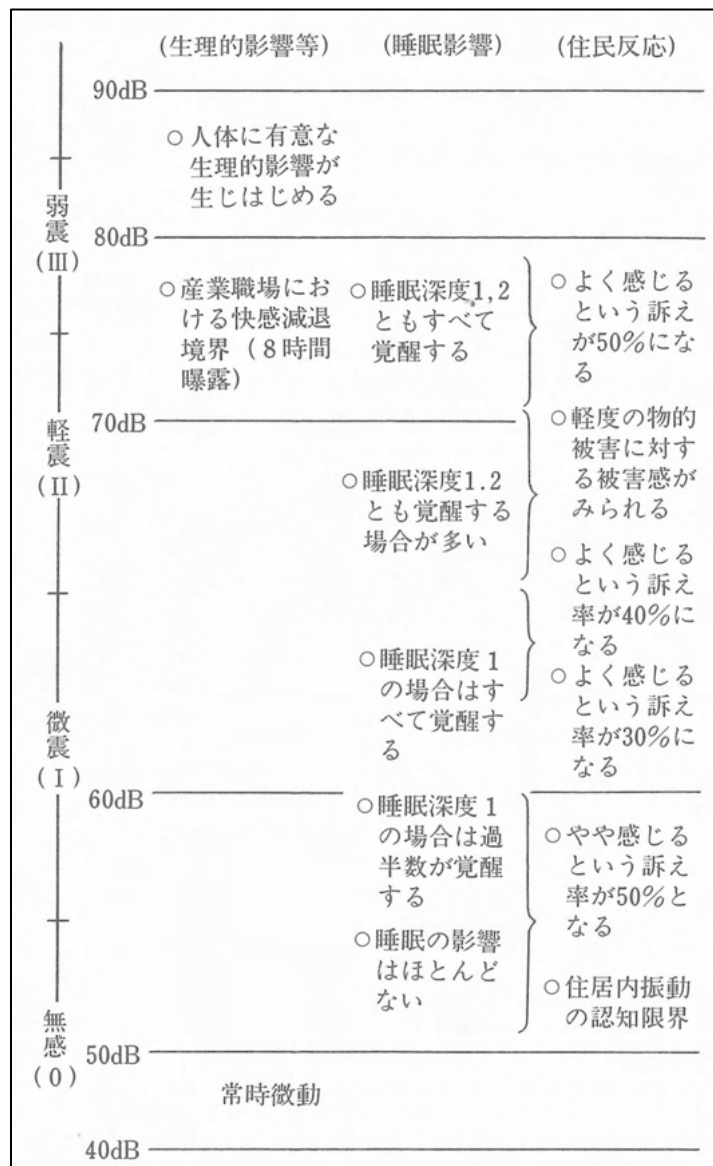 (生理的影響等) (睡眠影響) (住民反応)
90dB
○人体に有意な
生理的影響が
生じはじめる
弱震
(III)
80dB
○産業職場にお
ける快感減退
境界(8時間
曝露)
○睡眠深度1,2
ともすべて
覚醒する
○よく感じる
という訴え
が50%にな
る
軽震
(II)
70dB
○睡眠深度1.2
とも覚醒する
場合が多い
○軽度の物的
被害に対す
る被害感が
みられる
○よく感じる
という訴え
率が40%に
なる
○睡眠深度1
の場合はす
べて覚醒す
る
○よく感じる
という訴え
率が30%に
なる
微震
(I)
60dB
○睡眠深度1
の場合は過
半数が覚醒
する
○睡眠の影響
はほとんど
ない
○やや感じる
という訴え
率が50%と
なる
○住居内振動
の認知限界
無感
(0)
50dB
常時微動
40dB